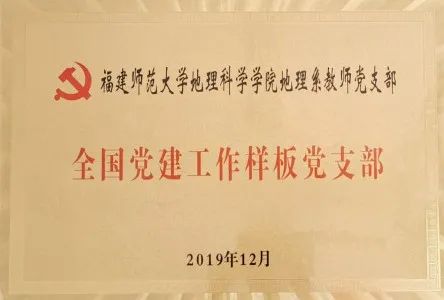 福建师范大学地理科学学院地理系教师党支部
全国党建工作样板党支部
2019年12月